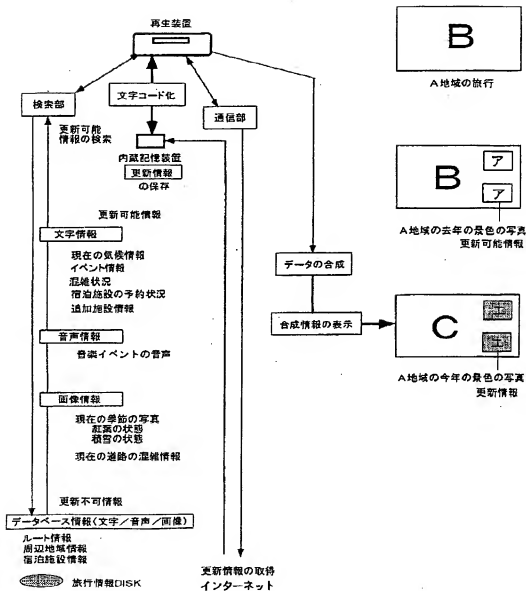 再生装置
B
A地域の旅行
検索部
文字コード化
通信部
更新可能
情報の検索
内蔵記憶装置
更新情報
の保存
B
ア
ア
A地域の去年の景色の写真
更新可能情報
更新可能情報
文字情報
現在の気候情報
イベント情報
混雑状況
宿泊施設の予約状況
追加施設情報
データの合成
合成情報の表示
C
エ
エ
A地域の今年の景色の写真
更新情報
音声情報
音楽イベントの音声
画像情報
現在の季節の写真
紅葉の状態
積雪の状態
現在の道路の混雑情報
更新不可情報
データベース情報(文字/音声/画像)
ルート情報
周辺地域情報
宿泊施設情報
旅行情報DISK
更新情報の取得
インターネット